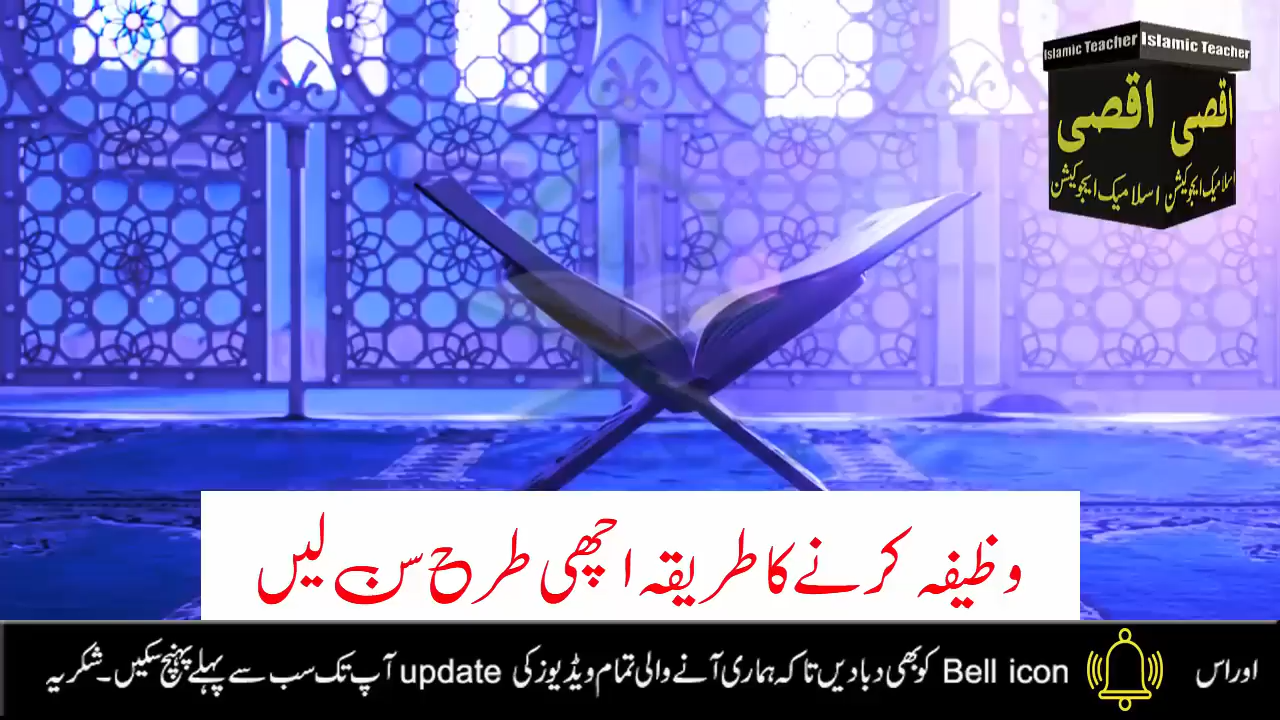 Islamic Teacher Islamic Teacher
اقصی اقصی
اسلامیک ایجوکیشن اسلامیک ایجوکیشن
وظیفہ کرنے کا طریقہ اچھی طرح سن لیں
اور اس Bell icon کو بھی دبا دیں تا کہ ہماری آنے والی تمام ویڈیوز کی update آپ تک سب سے پہلے پہنچ سکیں۔ شکریہ